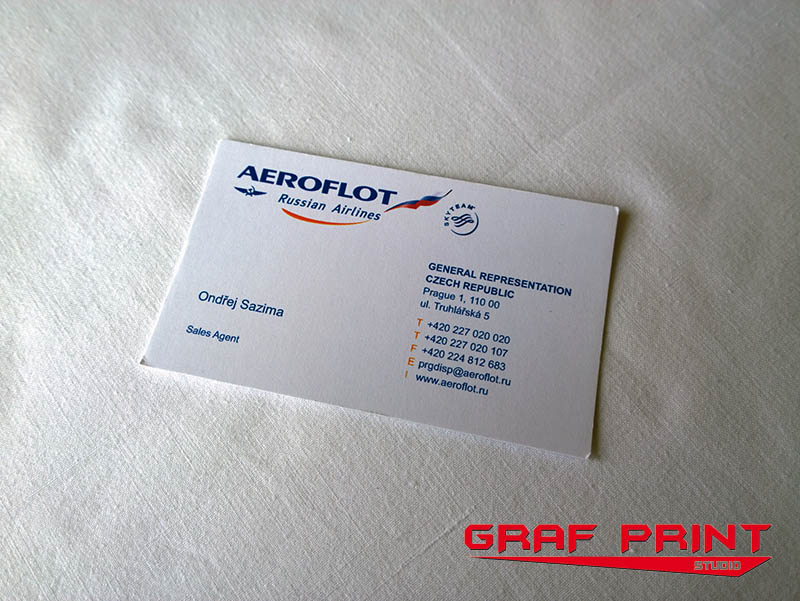 AEROFLOT
Russian Airlines
SKYTEAM
GENERAL REPRESENTATION
CZECH REPUBLIC
Prague 1, 110 00
ul. Truhlářská 5
Ondřej Sazima
Sales Agent
T +420 227 020 020
T +420 227 020 107
F +420 224 812 683
E prgdisp@aeroflot.ru
I www.aeroflot.ru
GRAF PRINT
STUDIO